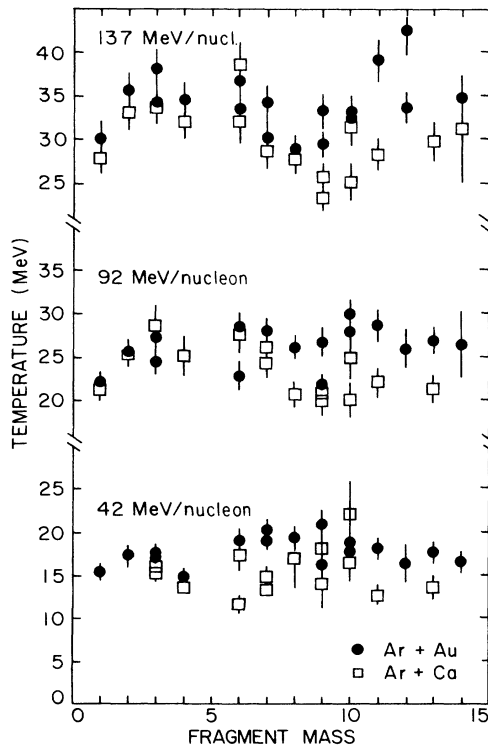 137 MeV/nucl.
40
35
30
25
92 MeV/nucleon
35
30
25
20
42 MeV/nucleon
25
20
15
10
5
0
TEMPERATURE (MeV)
Ar + Au
Ar + Ca
0 5 10 15
FRAGMENT MASS